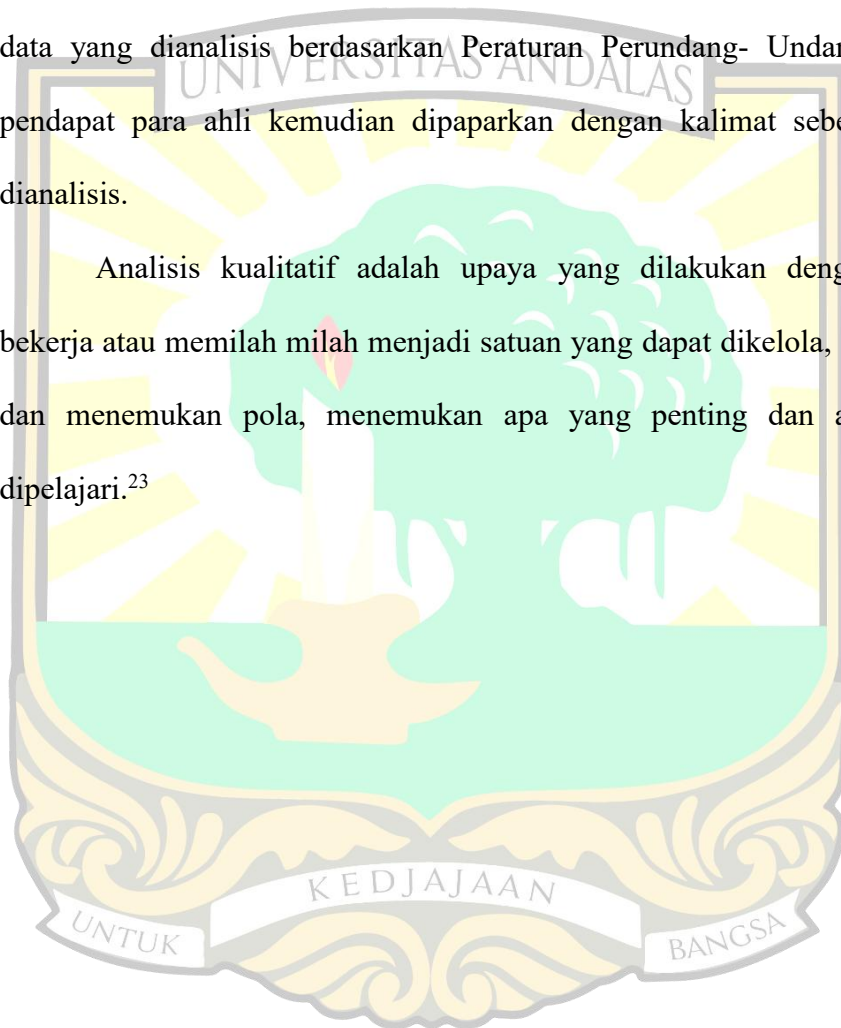 data yang dianalisis berdasarkan Peraturan Perundang- Undan
UNIVERSITAS ANDALAS
pendapat para ahli kemudian dipaparkan dengan kalimat sebe
dianalisis.
Analisis kualitatif adalah upaya yang dilakukan deng
bekerja atau memilah milah menjadi satuan yang dapat dikelola,
dan menemukan pola, menemukan apa yang penting dan a
dipelajari.23
KEDJAJAAN
UNTUK
BANGSA